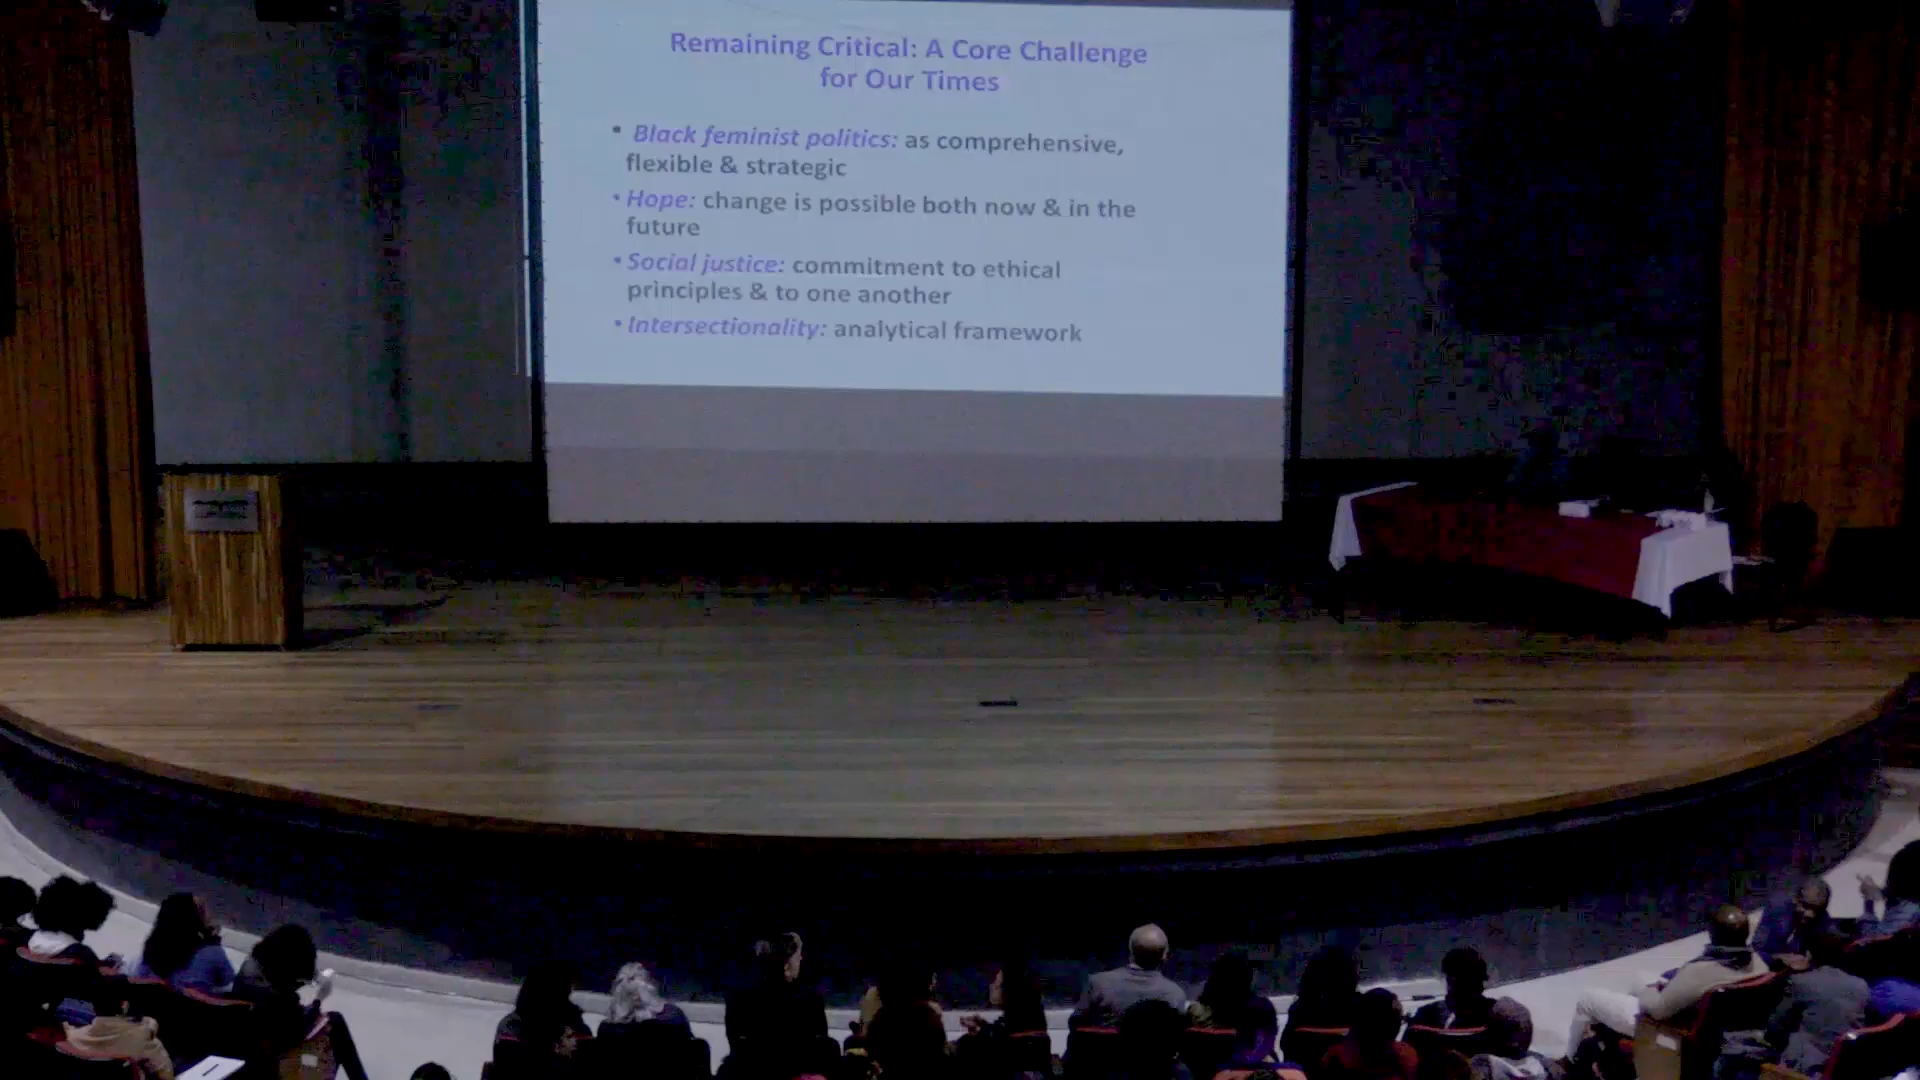 Remaining Critical: A Core Challenge
for Our Times
• Black feminist politics: as comprehensive,
flexible & strategic
• Hope: change is possible both now & in the
future
• Social justice: commitment to ethical
principles & to one another
• Intersectionality: analytical framework